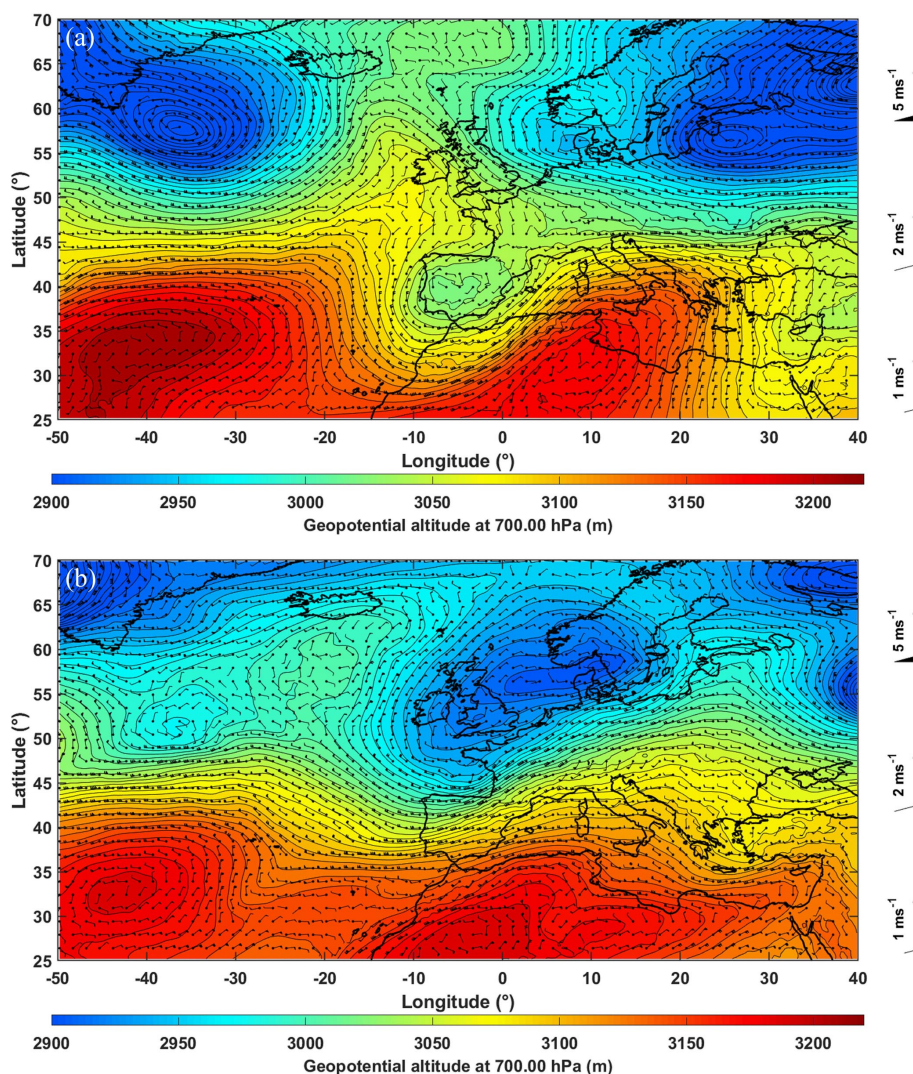 (a)
70
65
60
55
50
45
40
35
30
25
Latitude (°)
-50 -40 -30 -20 -10 0 10 20 30 40
Longitude (°)
5 ms⁻¹
2 ms⁻¹
1 ms⁻¹
2900 2950 3000 3050 3100 3150 3200
Geopotential altitude at 700.00 hPa (m)
(b)
70
65
60
55
50
45
40
35
30
25
Latitude (°)
-50 -40 -30 -20 -10 0 10 20 30 40
Longitude (°)
5 ms⁻¹
2 ms⁻¹
1 ms⁻¹
2900 2950 3000 3050 3100 3150 3200
Geopotential altitude at 700.00 hPa (m)